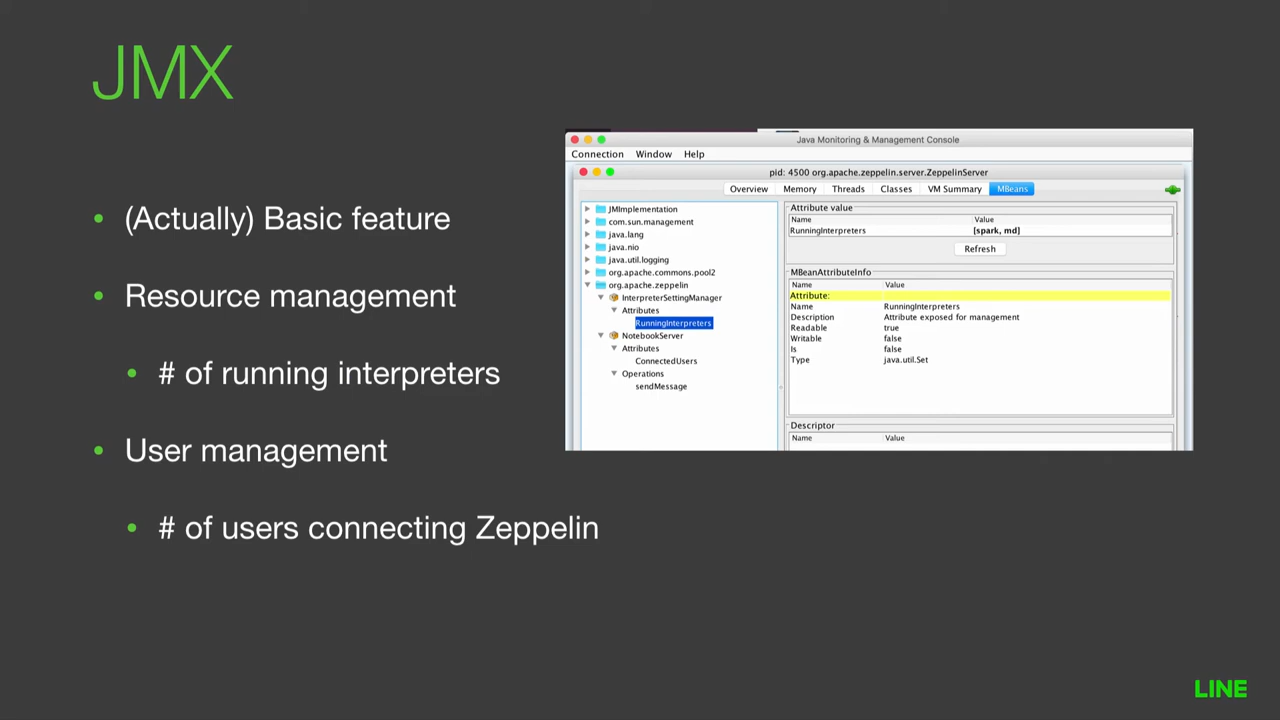 JMX
(Actually) Basic feature
Resource management
# of running interpreters
User management
# of users connecting Zeppelin
Java Monitoring & Management Console
Connection Window Help
pid: 4500 org.apache.zeppelin.server.ZeppelinServer
Overview Memory Threads Classes VM Summary MBeans
JMImplementation
com.sun.management
java.lang
java.nio
java.util.logging
org.apache.commons.pool2
org.apache.zeppelin
InterpreterSettingManager
Attributes
RunningInterpreters
NotebookServer
Attributes
ConnectedUsers
Operations
sendMessage
Attribute value
Name Value
RunningInterpreters [spark, md]
Refresh
MBeanAttributeInfo
Name Value
Attribute:
Name RunningInterpreters
Description Attribute exposed for management
Readable true
Writable false
Is false
Type java.util.Set
Descriptor
Name Value
LINE